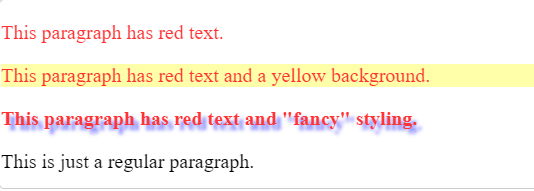 This paragraph has red text.
This paragraph has red text and a yellow background.
This paragraph has red text and "fancy" styling.
This is just a regular paragraph.